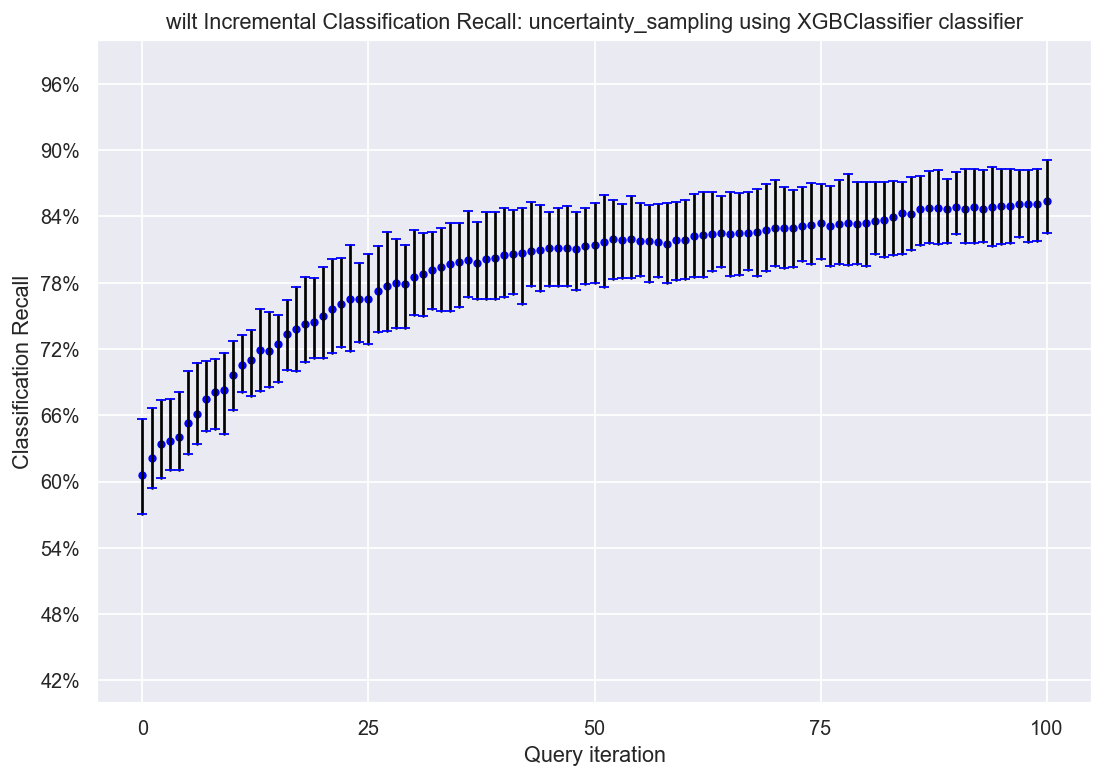 wilt Incremental Classification Recall: uncertainty_sampling using XGBClassifier classifier
96%
90%
84%
78%
72%
66%
60%
54%
48%
42%
Classification Recall
0 25 50 75 100
Query iteration